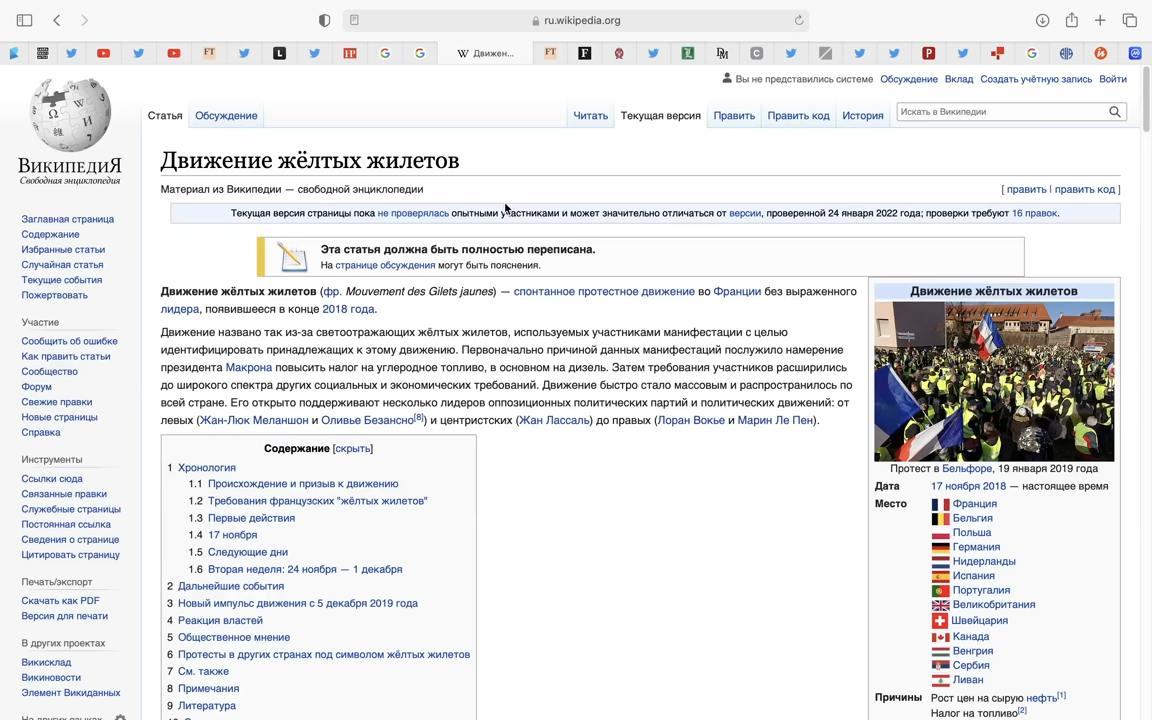 ru.wikipedia.org
FT
L
FT
F
DM
C
P
W Движен...
Вы не представились системе Обсуждение Вклад Создать учётную запись Войти
Статья Обсуждение Читать Текущая версия Править Править код История Искать в Википедии
ВИКИПЕДИЯ
Свободная энциклопедия
Движение жёлтых жилетов
Материал из Википедии — свободной энциклопедии
[ править | править код ]
Текущая версия страницы пока не проверялась опытными участниками и может значительно отличаться от версии, проверенной 24 января 2022 года; проверки требуют 16 правок.
Эта статья должна быть полностью переписана.
На странице обсуждения могут быть пояснения.
Заглавная страница
Содержание
Избранные статьи
Случайная статья
Текущие события
Пожертвовать
Участие
Сообщить об ошибке
Как править статьи
Сообщество
Форум
Свежие правки
Новые страницы
Справка
Инструменты
Ссылки сюда
Связанные правки
Служебные страницы
Постоянная ссылка
Сведения о странице
Цитировать страницу
Печать/экспорт
Скачать как PDF
Версия для печати
В других проектах
Викисклад
Викиновости
Элемент Викиданных
На других языках
Движение жёлтых жилетов (фр. Mouvement des Gilets jaunes) — спонтанное протестное движение во Франции без выраженного
лидера, появившееся в конце 2018 года.
Движение названо так из-за светоотражающих жёлтых жилетов, используемых участниками манифестации с целью
идентифицировать принадлежащих к этому движению. Первоначально причиной данных манифестаций послужило намерение
президента Макрона повысить налог на углеродное топливо, в основном на дизель. Затем требования участников расширились
до широкого спектра других социальных и экономических требований. Движение быстро стало массовым и распространилось по
всей стране. Его открыто поддерживают несколько лидеров оппозиционных политических партий и политических движений: от
левых (Жан-Люк Меланшон и Оливье Безансно[8]) и центристских (Жан Лассаль) до правых (Лоран Вокье и Марин Ле Пен).
Содержание [скрыть]
1 Хронология
1.1 Происхождение и призыв к движению
1.2 Требования французских "жёлтых жилетов"
1.3 Первые действия
1.4 17 ноября
1.5 Следующие дни
1.6 Вторая неделя: 24 ноября — 1 декабря
2 Дальнейшие события
3 Новый импульс движения с 5 декабря 2019 года
4 Реакция властей
5 Общественное мнение
6 Протесты в других странах под символом жёлтых жилетов
7 См. также
8 Примечания
9 Литература
Движение жёлтых жилетов
Протест в Бельфоре, 19 января 2019 года
Дата 17 ноября 2018 — настоящее время
Место Франция
Бельгия
Польша
Германия
Нидерланды
Испания
Португалия
Великобритания
Швейцария
Канада
Венгрия
Сербия
Ливан
Причины Рост цен на сырую нефть[1]
Налог на топливо[2]